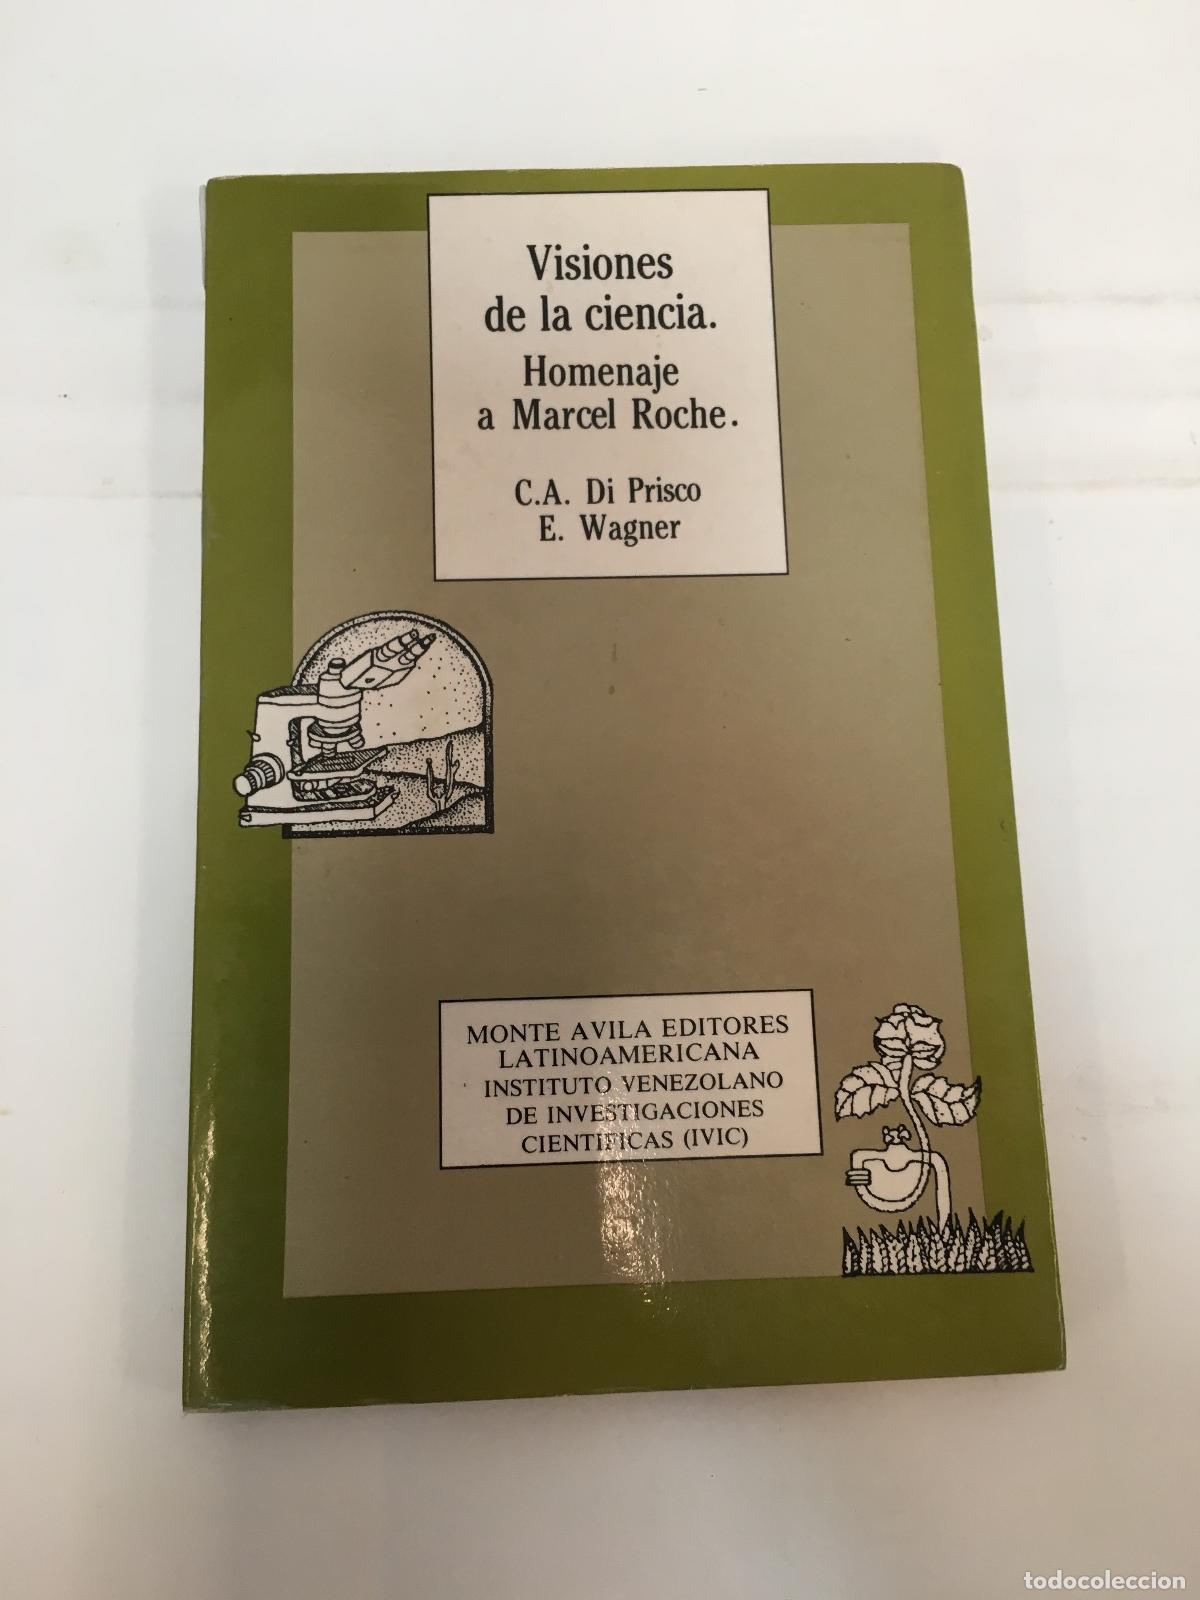 Visiones
de la ciencia.
Homenaje
a Marcel Roche.
C.A. Di Prisco
E. Wagner
MONTE AVILA EDITORES
LATINOAMERICANA
INSTITUTO VENEZOLANO
DE INVESTIGACIONES
CIENTIFICAS (IVIC)
todocoleccion